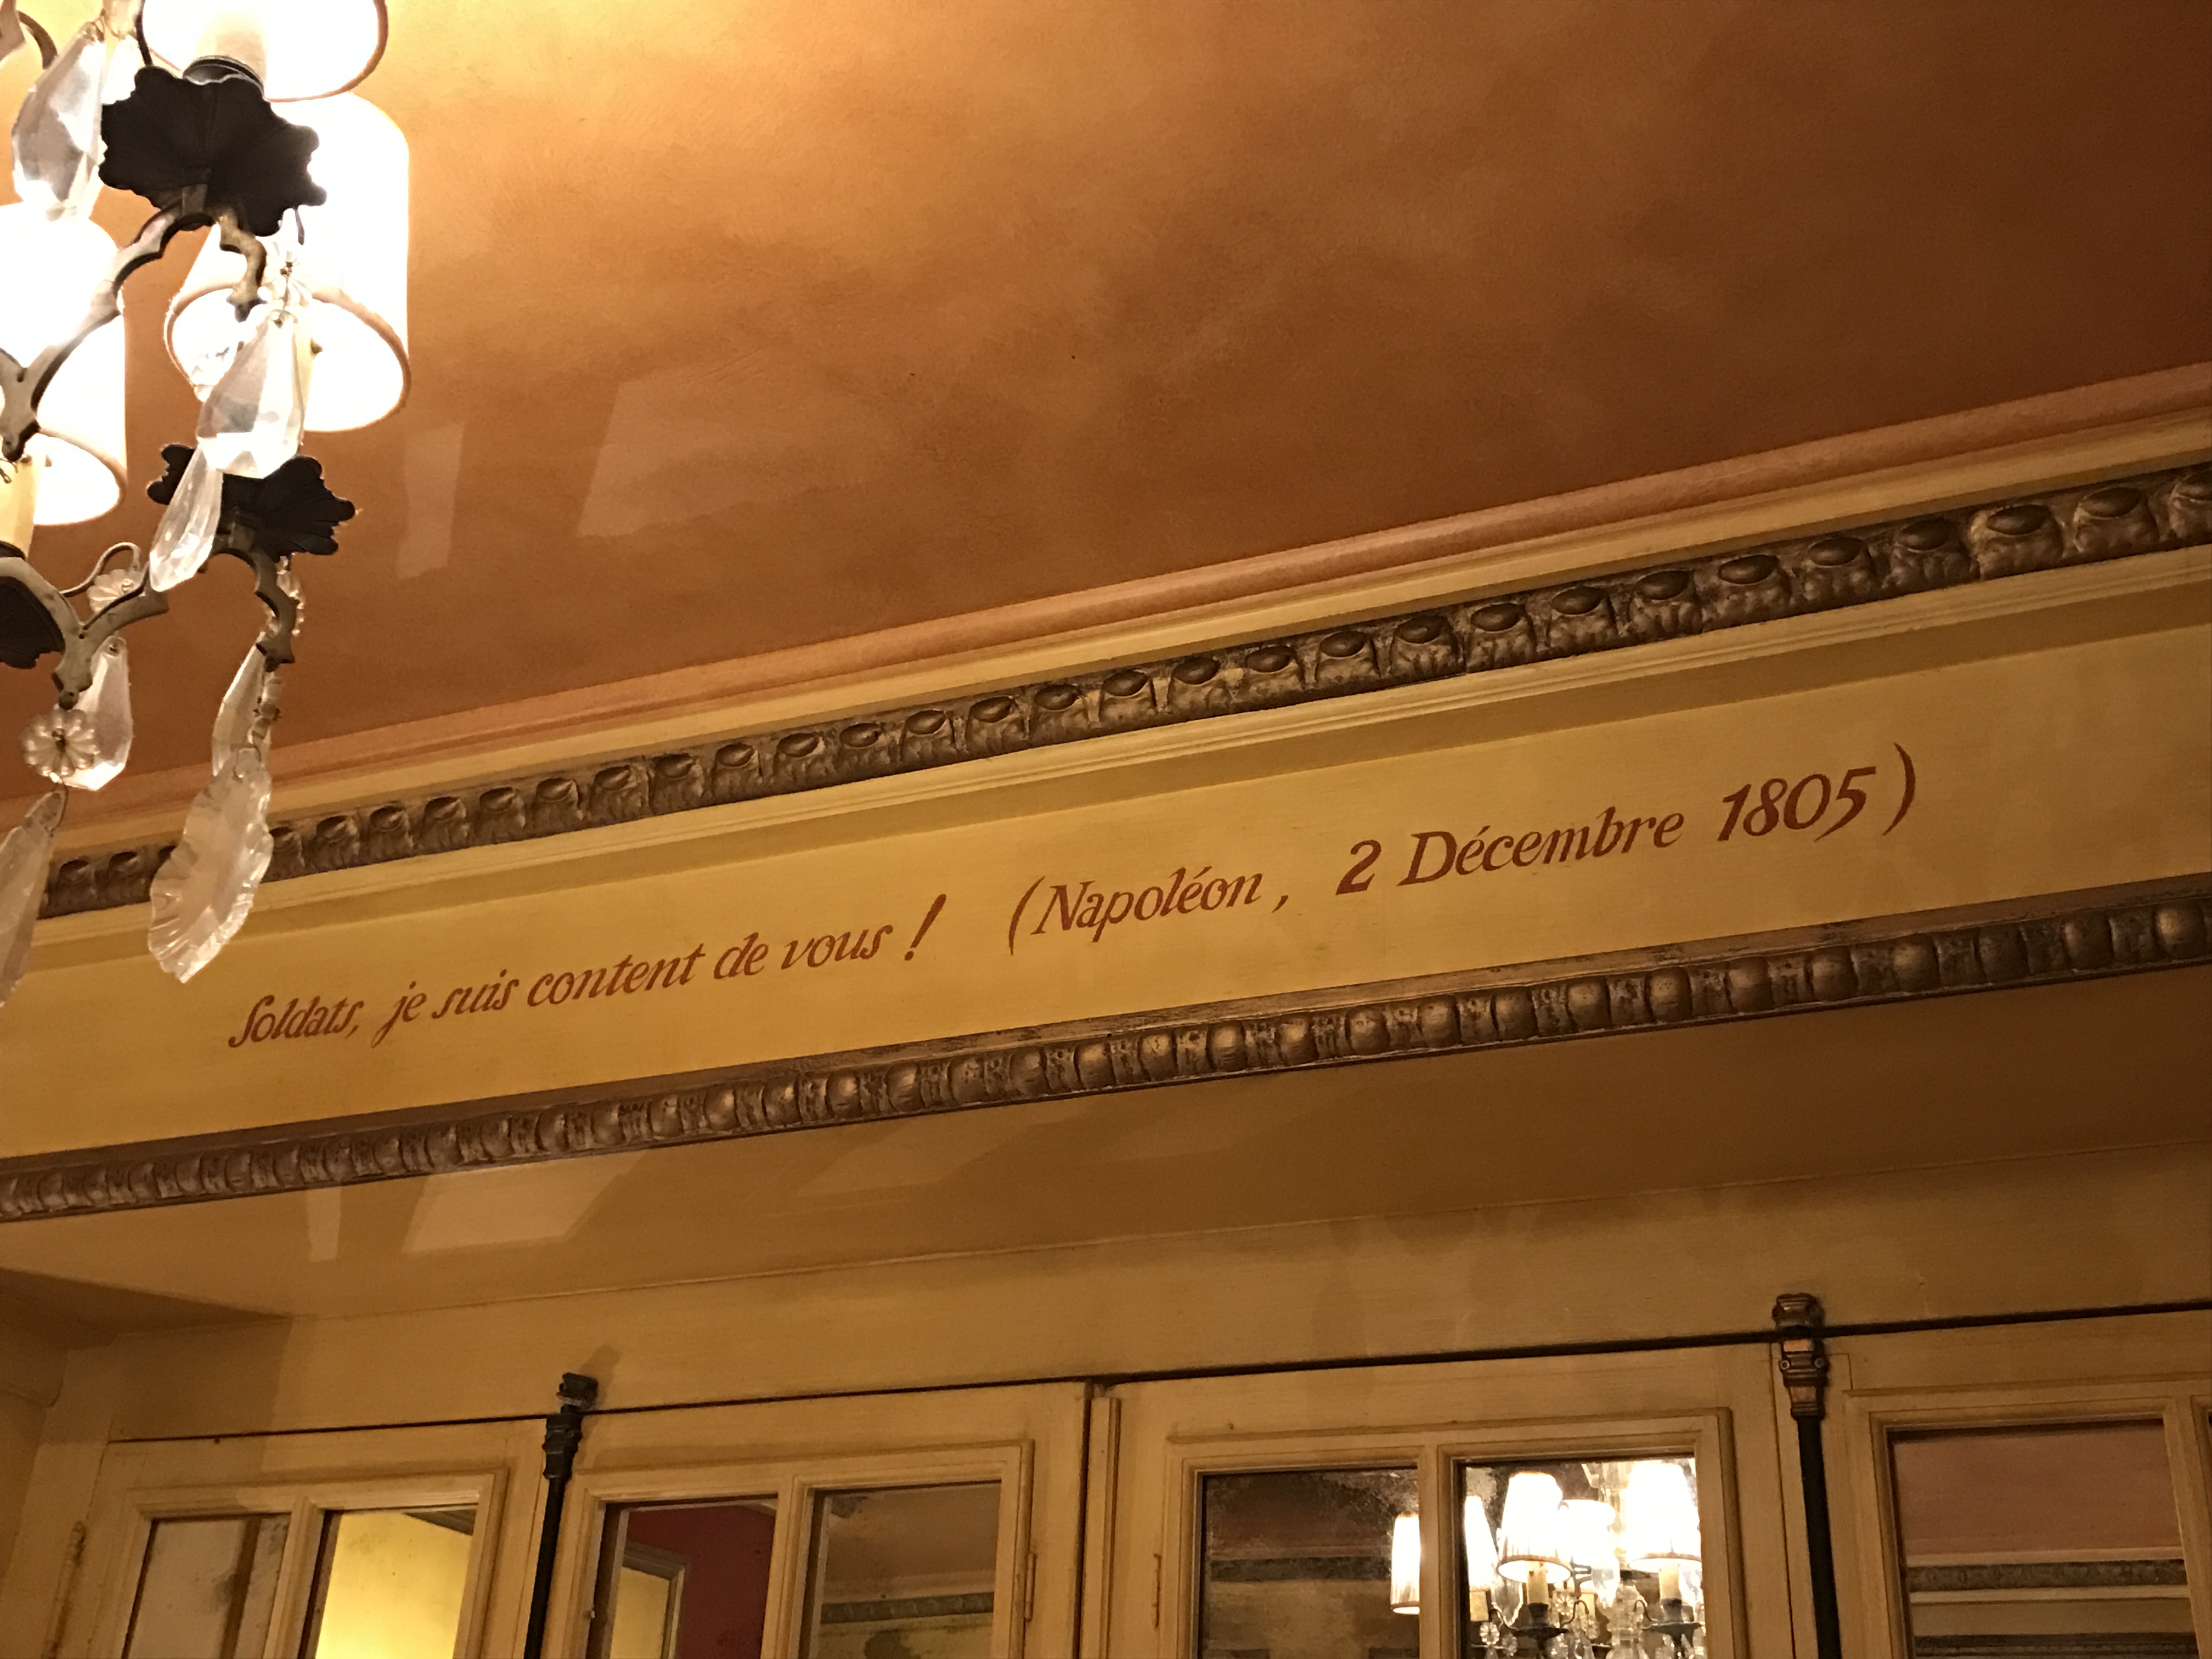 Soldats, je suis content de vous ! (Napoléon, 2 Décembre 1805)